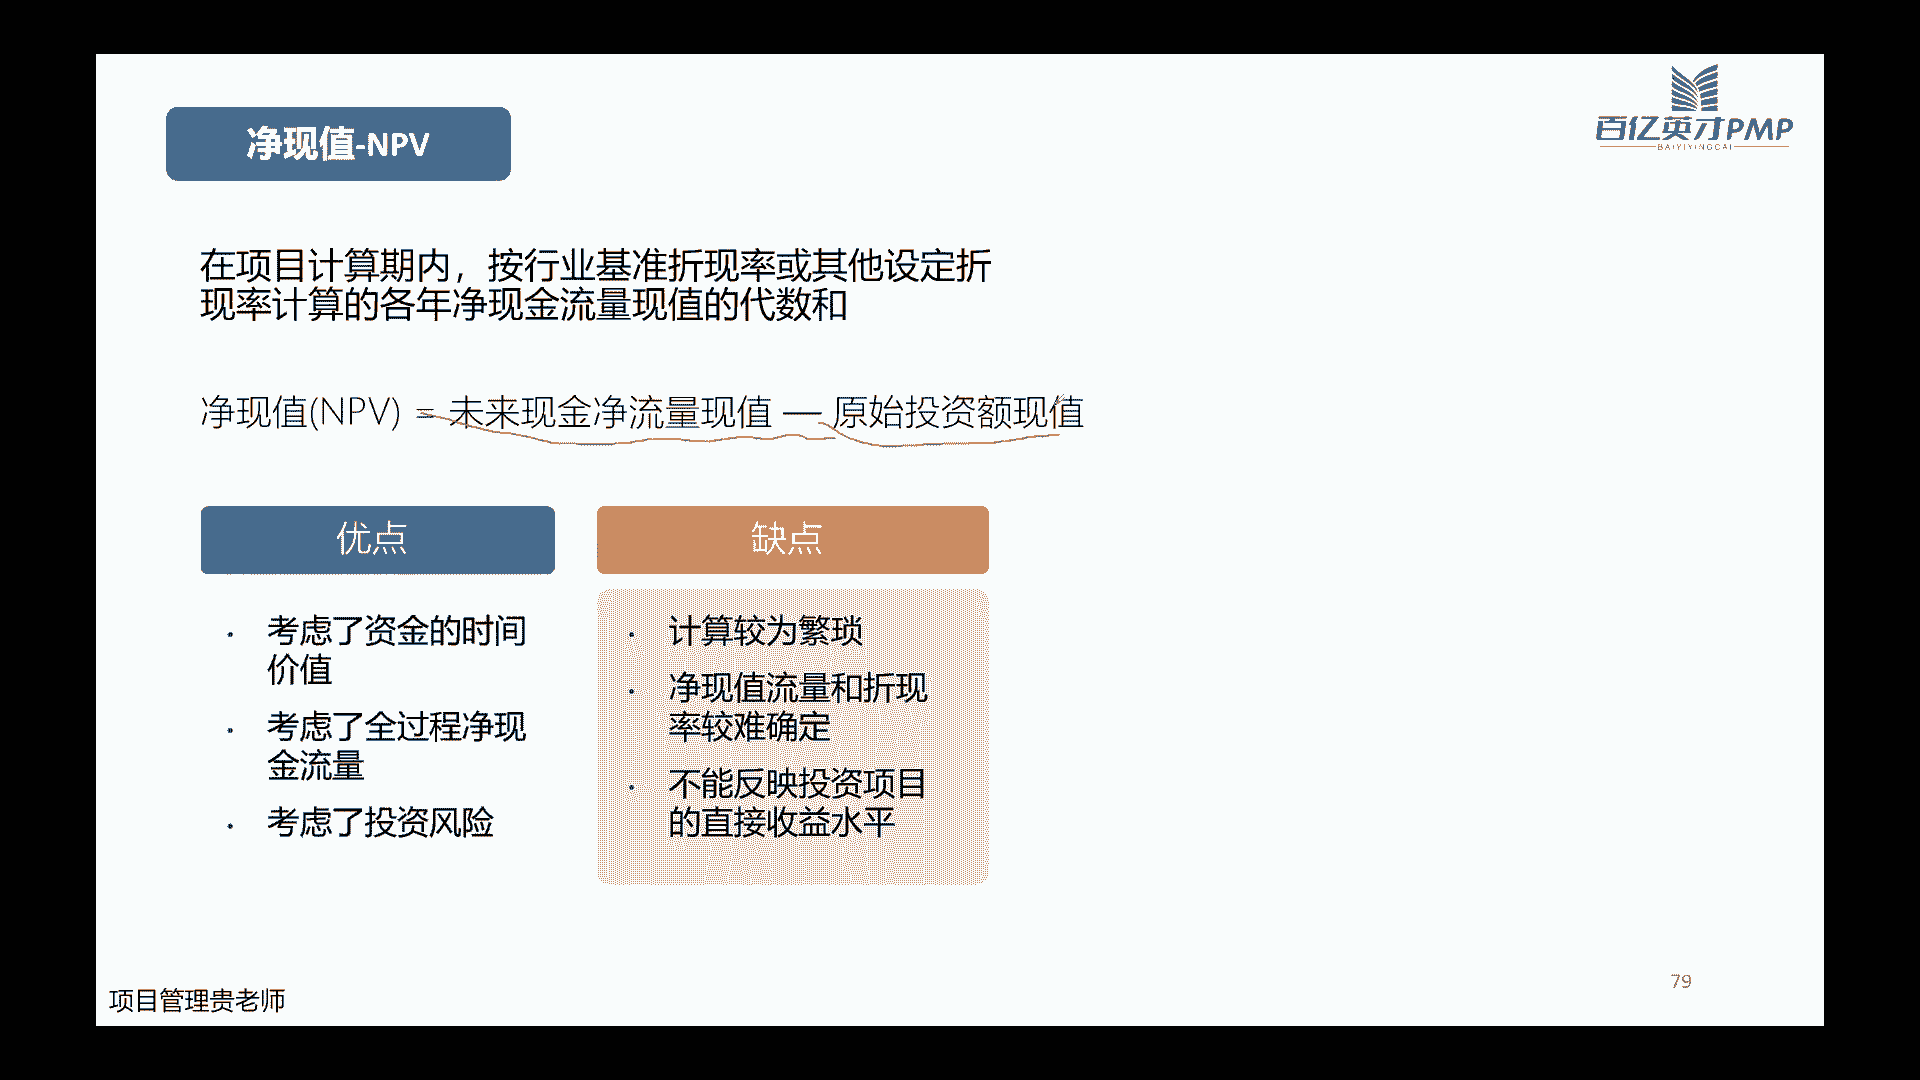 净现值-NPV
百亿英才PMP
BAIYIYINGCAI
在项目计算期内，按行业基准折现率或其他设定折
现率计算的各年净现金流量现值的代数和
净现值(NPV) = 未来现金净流量现值 — 原始投资额现值
优点
· 考虑了资金的时间
价值
· 考虑了全过程净现
金流量
· 考虑了投资风险
缺点
· 计算较为繁琐
· 净现值流量和折现
率较难确定
· 不能反映投资项目
的直接收益水平
79
项目管理贵老师